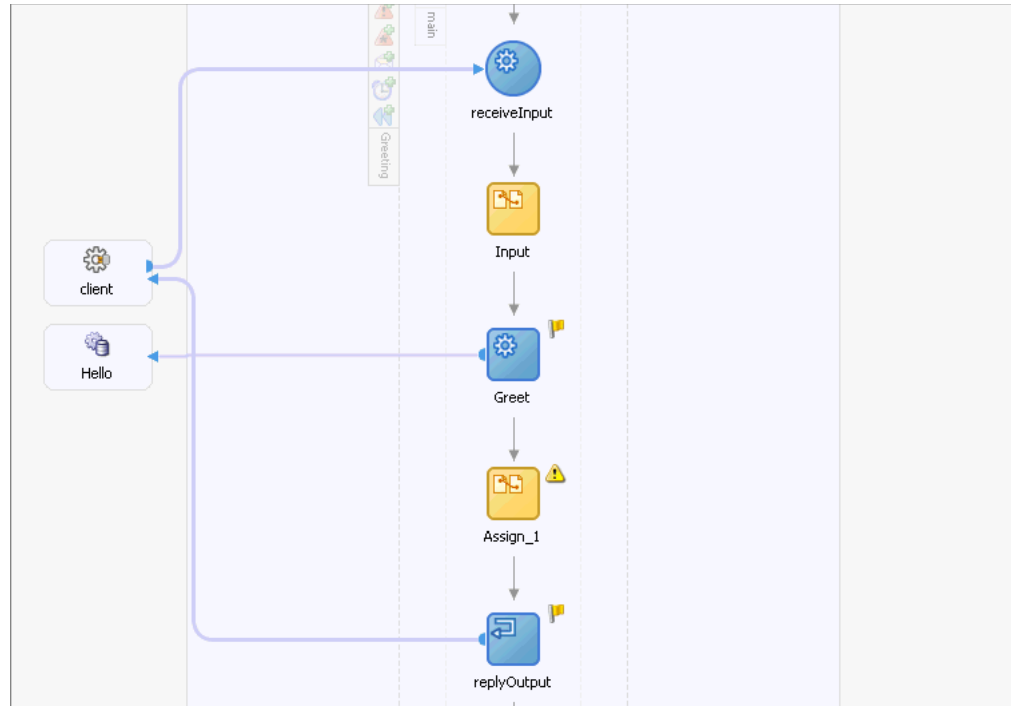 main
receiveInput
Greeting
Input
client
Hello
Greet
Assign_1
replyOutput